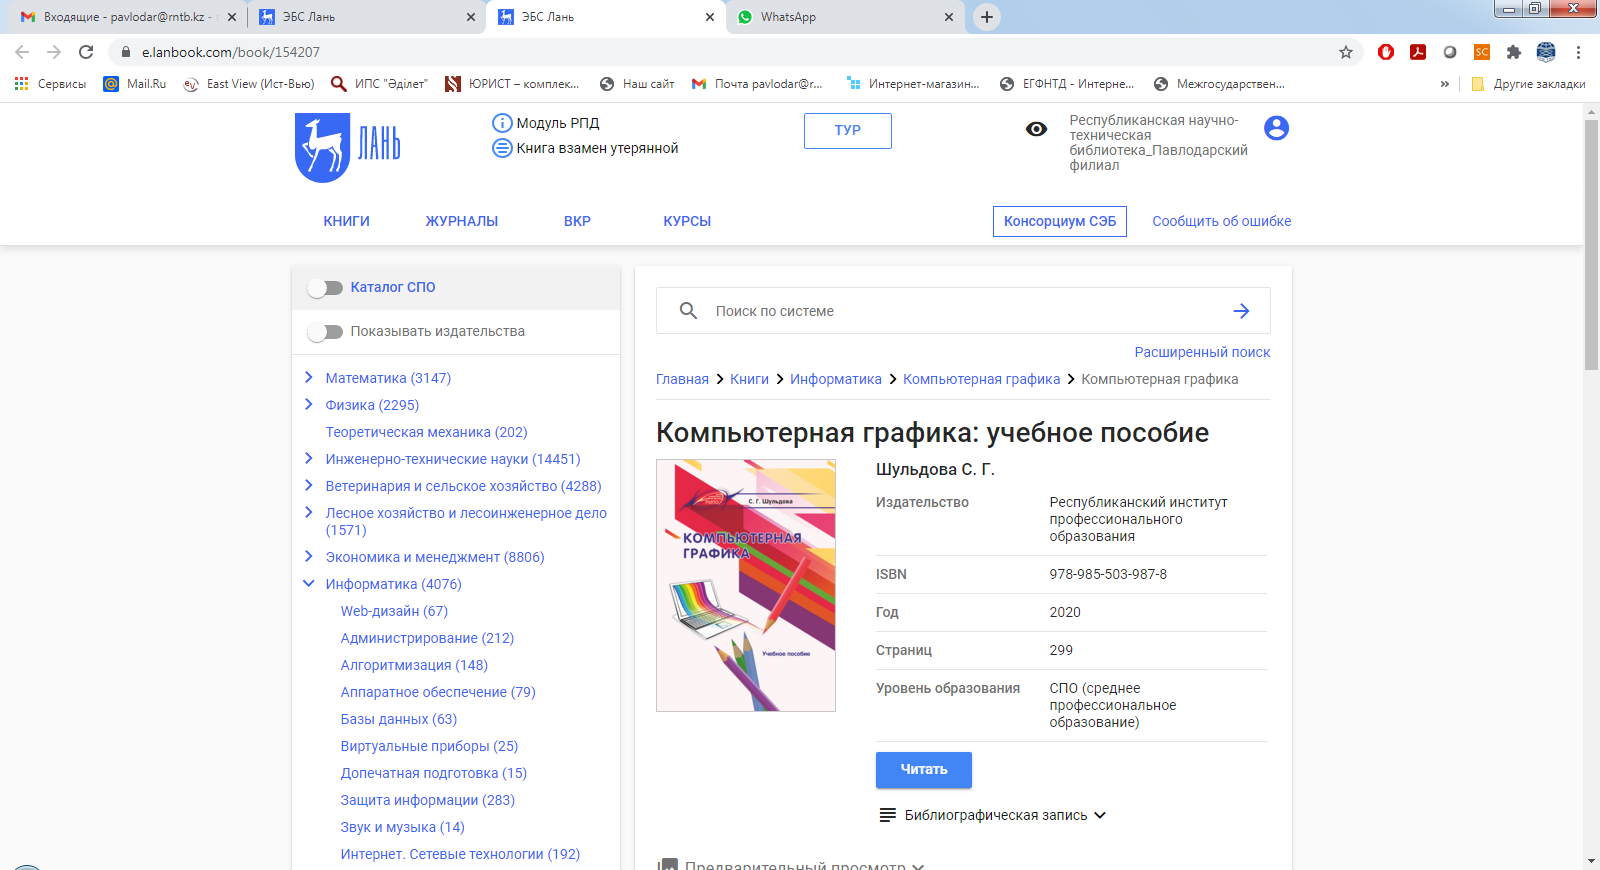 Входящие - pavlodar@rntb.kz -
ЭБС Лань
ЭБС Лань
WhatsApp
e.lanbook.com/book/154207
Сервисы
Mail.Ru
East View (Ист-Вью)
ИПС "Әділет"
ЮРИСТ – комплек...
Наш сайт
Почта pavlodar@r...
Интернет-магазин...
ЕГФНТД - Интерне...
Межгосударствен...
Другие закладки
ЛАНЬ
Модуль РПД
Книга взамен утерянной
ТУР
Республиканская научно-
техническая
библиотека_Павлодарский
филиал
КНИГИ
ЖУРНАЛЫ
ВКР
КУРСЫ
Консорциум СЭБ
Сообщить об ошибке
Каталог СПО
Показывать издательства
Математика (3147)
Физика (2295)
Теоретическая механика (202)
Инженерно-технические науки (14451)
Ветеринария и сельское хозяйство (4288)
Лесное хозяйство и лесоинженерное дело
(1571)
Экономика и менеджмент (8806)
Информатика (4076)
Web-дизайн (67)
Администрирование (212)
Алгоритмизация (148)
Аппаратное обеспечение (79)
Базы данных (63)
Виртуальные приборы (25)
Допечатная подготовка (15)
Защита информации (283)
Звук и музыка (14)
Интернет. Сетевые технологии (192)
Поиск по системе
Расширенный поиск
Главная > Книги > Информатика > Компьютерная графика > Компьютерная графика
Компьютерная графика: учебное пособие
С. Г. Шульдова
КОМПЬЮТЕРНАЯ
ГРАФИКА
Учебное пособие
Шульдова С. Г.
Издательство
Республиканский институт
профессионального
образования
ISBN
978-985-503-987-8
Год
2020
Страниц
299
Уровень образования
СПО (среднее
профессиональное
образование)
Читать
Библиографическая запись
Предварительный просмотр